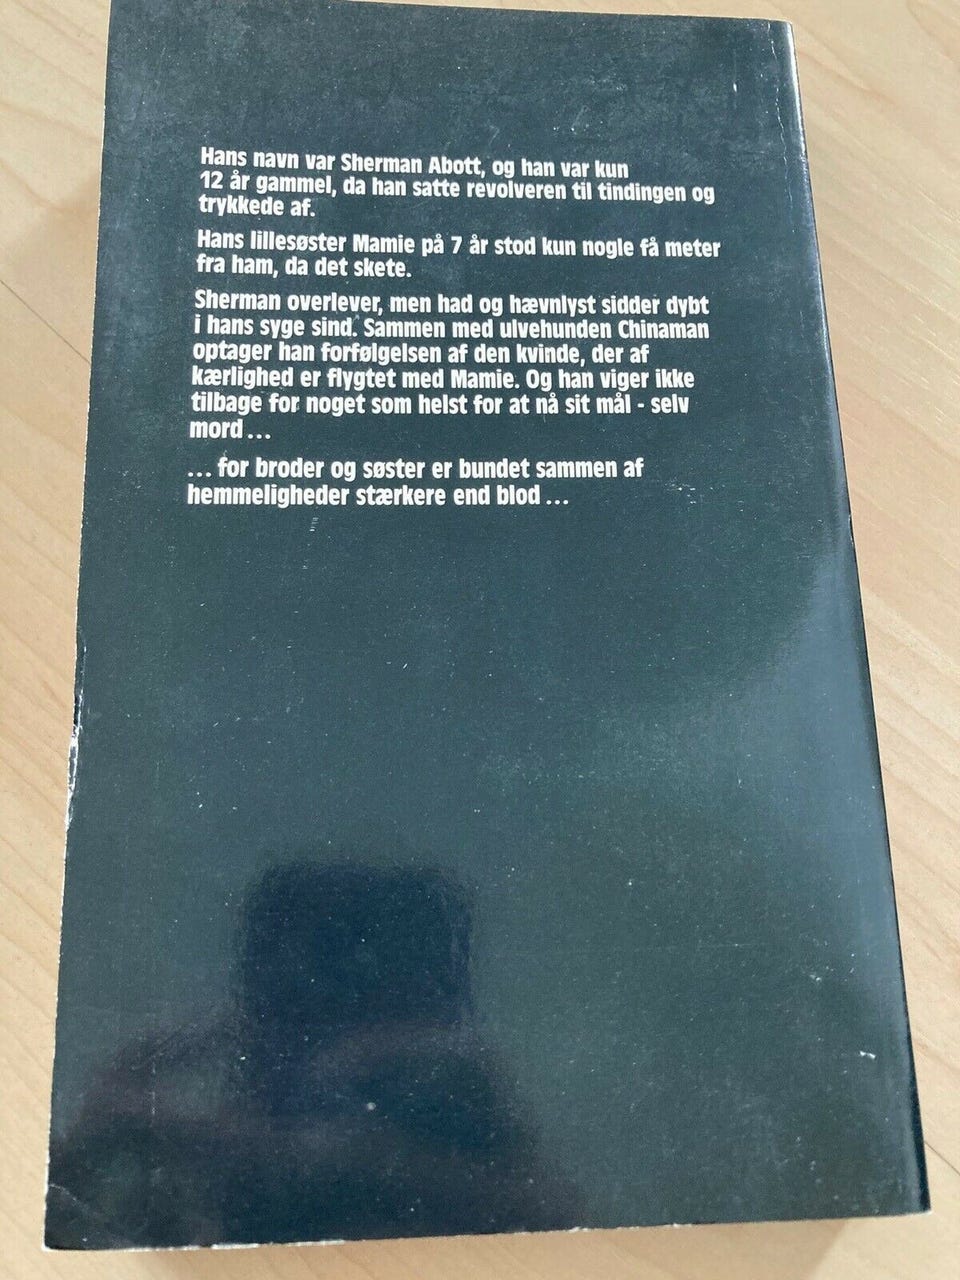 Hans navn var Sherman Abott, og han var kun
12 år gammel, da han satte revolveren til tindingen og
trykkede af.
Hans lillesøster Mamie på 7 år stod kun nogle få meter
fra ham, da det skete.
Sherman overlever, men had og hævnlyst sidder dybt
i hans syge sind. Sammen med ulvehunden Chinaman
optager han forfølgelsen af den kvinde, der af
kærlighed er flygtet med Mamie. Og han viger ikke
tilbage for noget som helst for at nå sit mål - selv
mord ...
... for broder og søster er bundet sammen af
hemmeligheder stærkere end blod ...